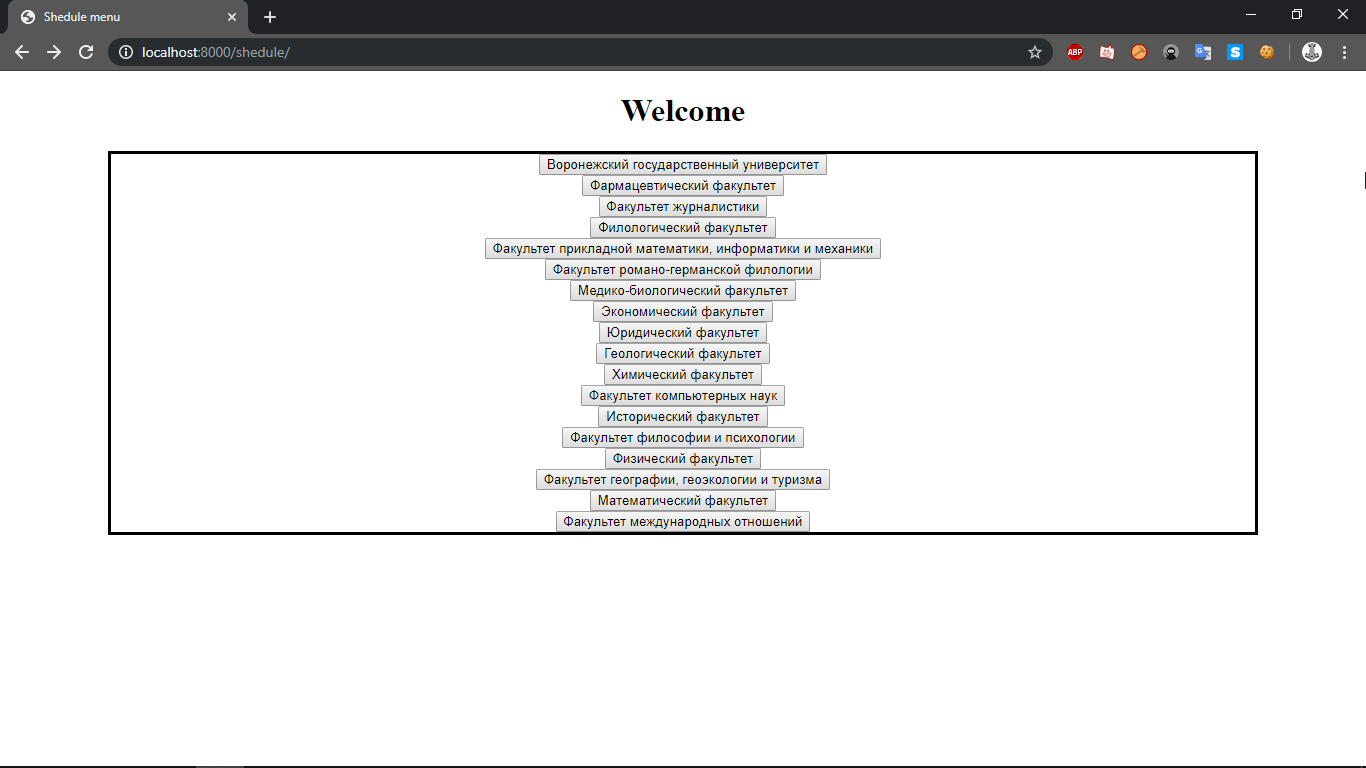 Shedule menu
localhost:8000/shedule/
ABP
Welcome
Воронежский государственный университет
Фармацевтический факультет
Факультет журналистики
Филологический факультет
Факультет прикладной математики, информатики и механики
Факультет романо-германской филологии
Медико-биологический факультет
Экономический факультет
Юридический факультет
Геологический факультет
Химический факультет
Факультет компьютерных наук
Исторический факультет
Факультет философии и психологии
Физический факультет
Факультет географии, геоэкологии и туризма
Математический факультет
Факультет международных отношений